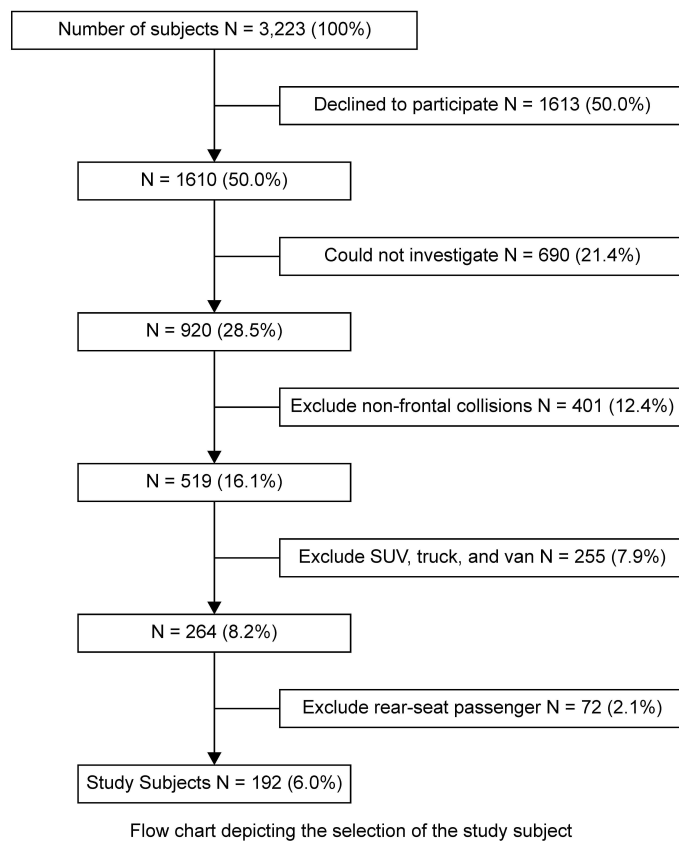 Number of subjects N = 3,223 (100%)
Declined to participate N = 1613 (50.0%)
N = 1610 (50.0%)
Could not investigate N = 690 (21.4%)
N = 920 (28.5%)
Exclude non-frontal collisions N = 401 (12.4%)
N = 519 (16.1%)
Exclude SUV, truck, and van N = 255 (7.9%)
N = 264 (8.2%)
Exclude rear-seat passenger N = 72 (2.1%)
Study Subjects N = 192 (6.0%)
Flow chart depicting the selection of the study subject